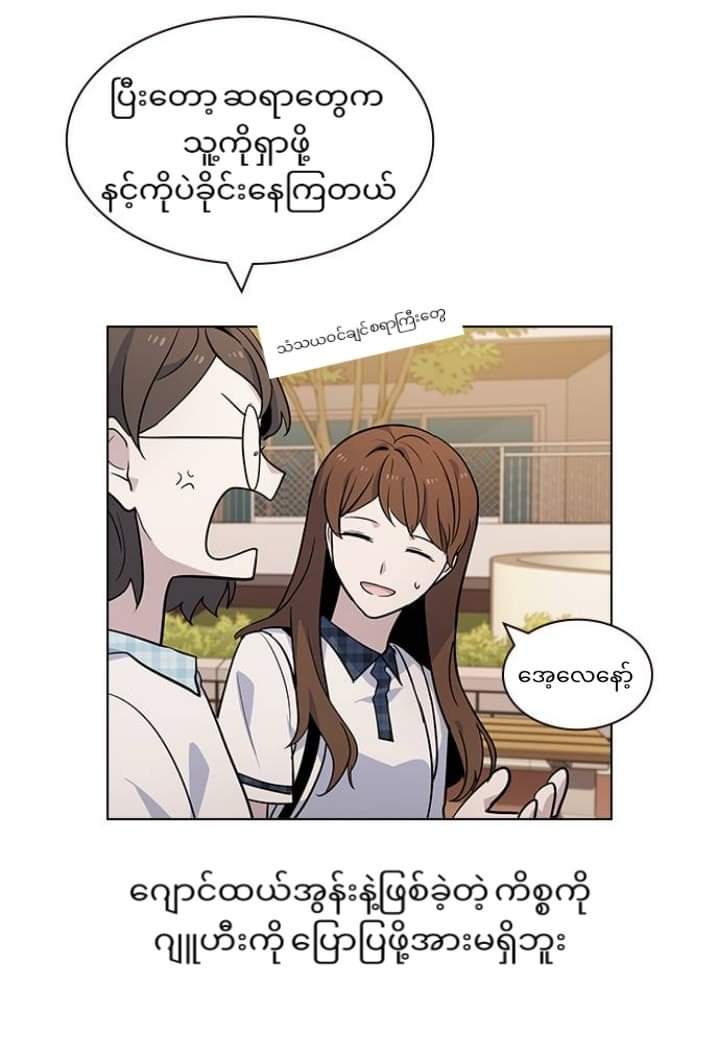 ပြီးတော့ ဆရာတွေက
သူ့ကိုရှာဖို့
နင့်ကိုပဲခိုင်းနေကြတယ်
သံသယဝင်ချင်စရာကြီးတွေ
အေ့လေနော့်
ဂျောင်ထယ်အွန်းနဲ့ဖြစ်ခဲ့တဲ့ ကိစ္စကို
ဂျူဟီးကို ပြောပြဖို့အားမရှိဘူး